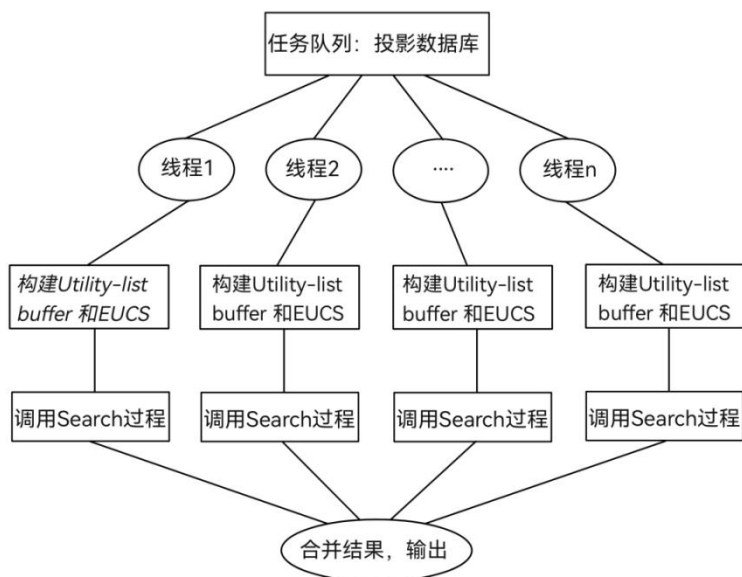 任务队列：投影数据库
线程1
线程2
····
线程n
构建Utility-list
buffer 和EUCS
构建Utility-list
buffer 和EUCS
构建Utility-list
buffer 和EUCS
构建Utility-list
buffer 和EUCS
调用Search过程
调用Search过程
调用Search过程
调用Search过程
合并结果，输出